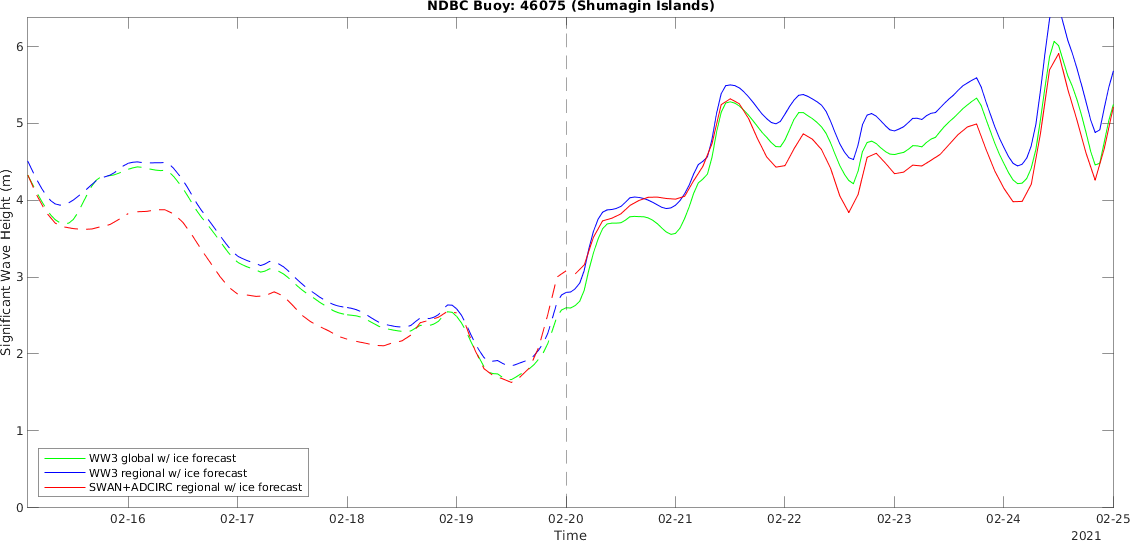 NDBC Buoy: 46075 (Shumagin Islands)
Significant Wave Height (m)
6
5
4
3
2
1
0
WW3 global w/ ice forecast
WW3 regional w/ ice forecast
SWAN+ADCIRC regional w/ ice forecast
02-16 02-17 02-18 02-19 02-20 02-21 02-22 02-23 02-24 02-25
Time
2021